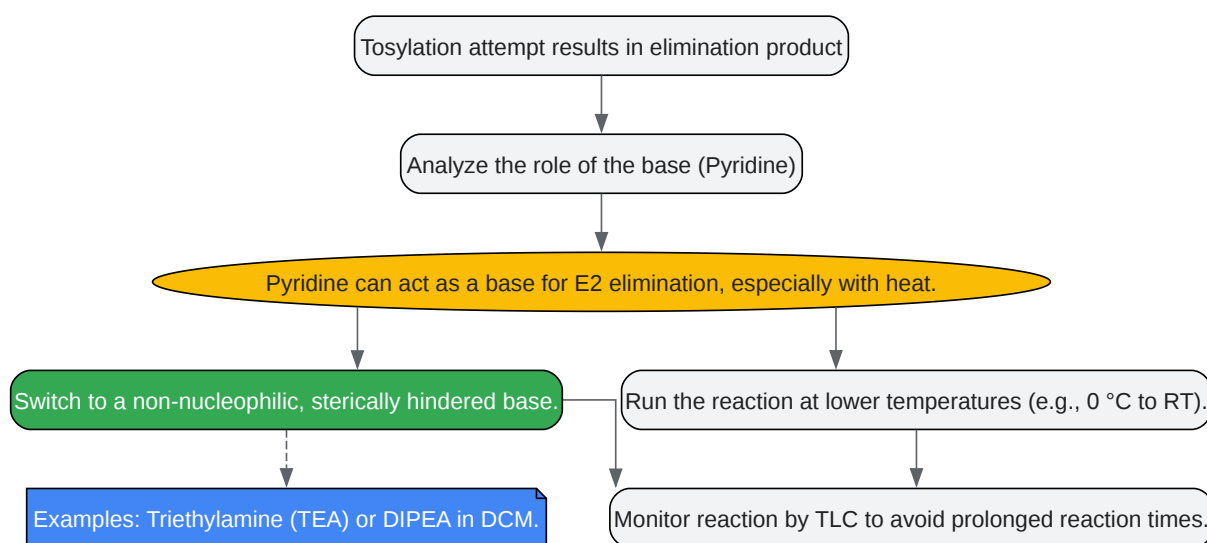 Tosylation attempt results in elimination product
Analyze the role of the base (Pyridine)
Pyridine can act as a base for E2 elimination, especially with heat.
Switch to a non-nucleophilic, sterically hindered base.
Run the reaction at lower temperatures (e.g., 0 °C to RT).
Examples: Triethylamine (TEA) or DIPEA in DCM.
Monitor reaction by TLC to avoid prolonged reaction times.